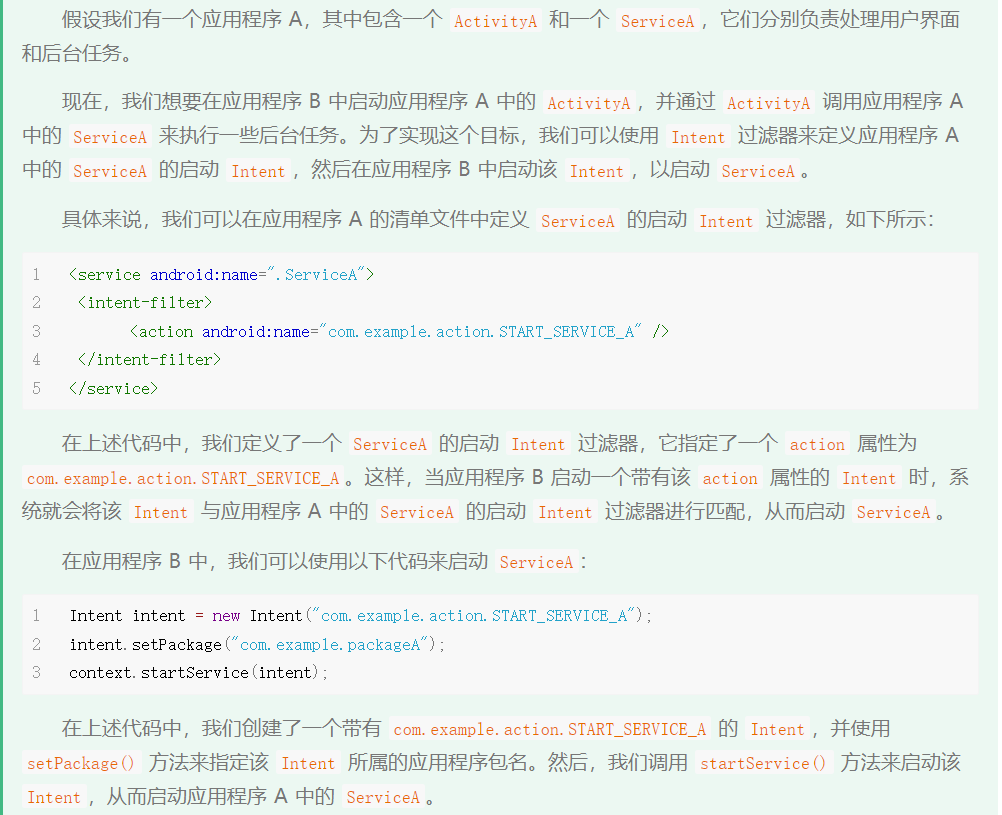 假设我们有一个应用程序 A，其中包含一个 ActivityA 和一个 ServiceA，它们分别负责处理用户界面
和后台任务。
现在，我们想要在应用程序 B 中启动应用程序 A 中的 ActivityA，并通过 ActivityA 调用应用程序 A
中的 ServiceA 来执行一些后台任务。为了实现这个目标，我们可以使用 Intent 过滤器来定义应用程序 A
中的 ServiceA 的启动 Intent，然后在应用程序 B 中启动该 Intent，以启动 ServiceA。
具体来说，我们可以在应用程序 A 的清单文件中定义 ServiceA 的启动 Intent 过滤器，如下所示：
1 <service android:name=".ServiceA">
2 <intent-filter>
3 <action android:name="com.example.action.START_SERVICE_A" />
4 </intent-filter>
5 </service>
在上述代码中，我们定义了一个 ServiceA 的启动 Intent 过滤器，它指定了一个 action 属性为
com.example.action.START_SERVICE_A。这样，当应用程序 B 启动一个带有该 action 属性的 Intent 时，系
统就会将该 Intent 与应用程序 A 中的 ServiceA 的启动 Intent 过滤器进行匹配，从而启动 ServiceA。
在应用程序 B 中，我们可以使用以下代码来启动 ServiceA：
1 Intent intent = new Intent("com.example.action.START_SERVICE_A");
2 intent.setPackage("com.example.packageA");
3 context.startService(intent);
在上述代码中，我们创建了一个带有 com.example.action.START_SERVICE_A 的 Intent，并使用
setPackage() 方法来指定该 Intent 所属的应用程序包名。然后，我们调用 startService() 方法来启动该
Intent，从而启动应用程序 A 中的 ServiceA。